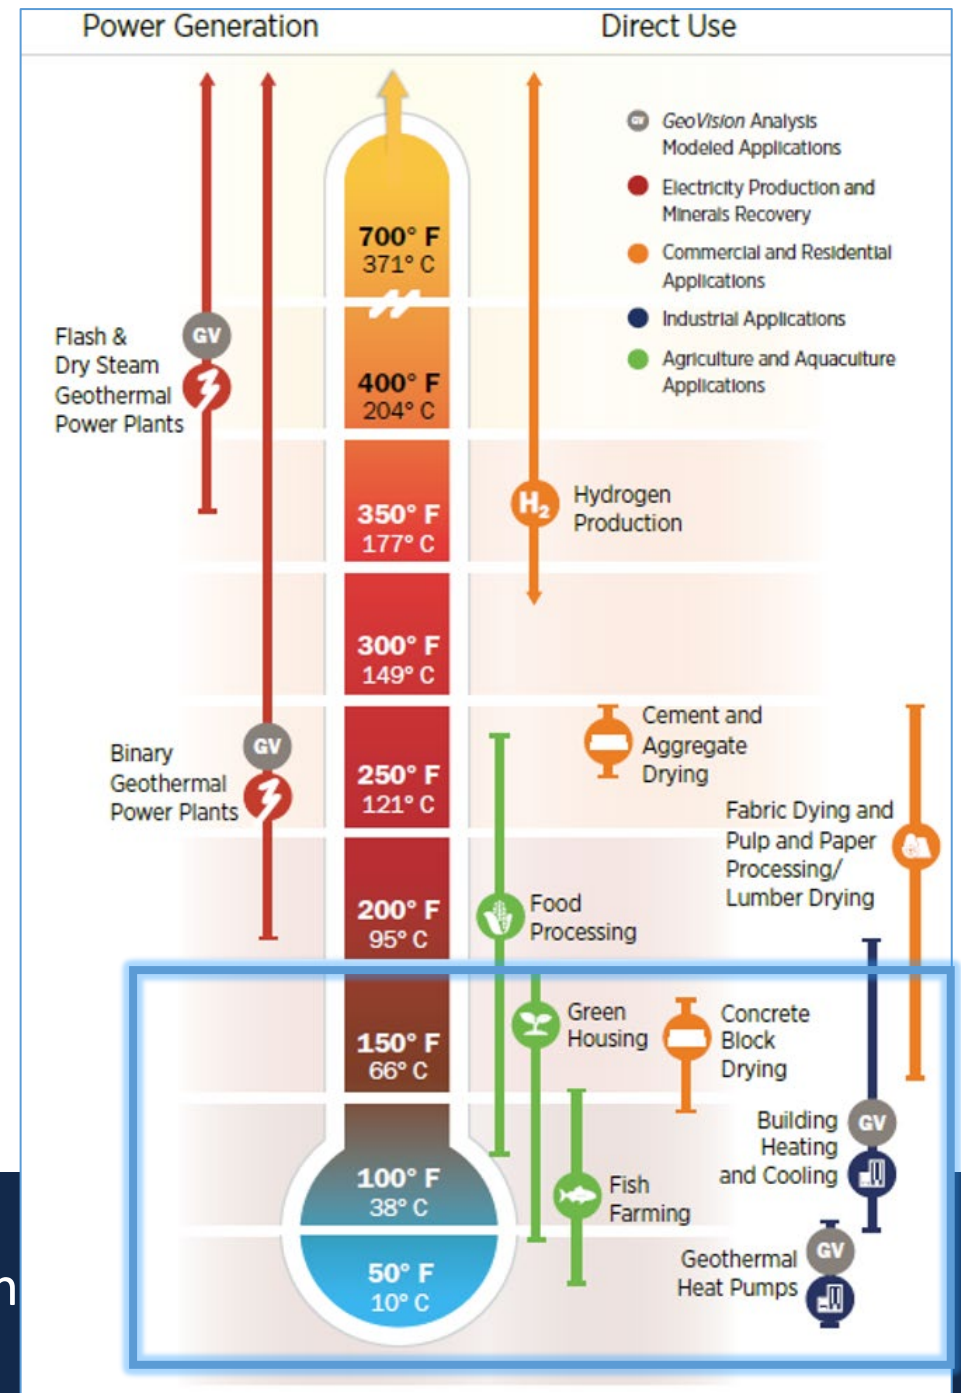 Power Generation
Direct Use
GV
GeoVision Analysis
Modeled Applications
Electricity Production and
Minerals Recovery
Commercial and Residential
Applications
Industrial Applications
Agriculture and Aquaculture
Applications
700° F
371° C
GV
Flash &
Dry Steam
Geothermal
Power Plants
400° F
204° C
350° F
177° C
H2
Hydrogen
Production
300° F
149° C
GV
Binary
Geothermal
Power Plants
250° F
121° C
Cement and
Aggregate
Drying
Fabric Dying and
Pulp and Paper
Processing/
Lumber Drying
200° F
95° C
Food
Processing
150° F
66° C
Green
Housing
Concrete
Block
Drying
Building
Heating
and Cooling
GV
100° F
38° C
Fish
Farming
50° F
10° C
Geothermal
Heat Pumps
GV